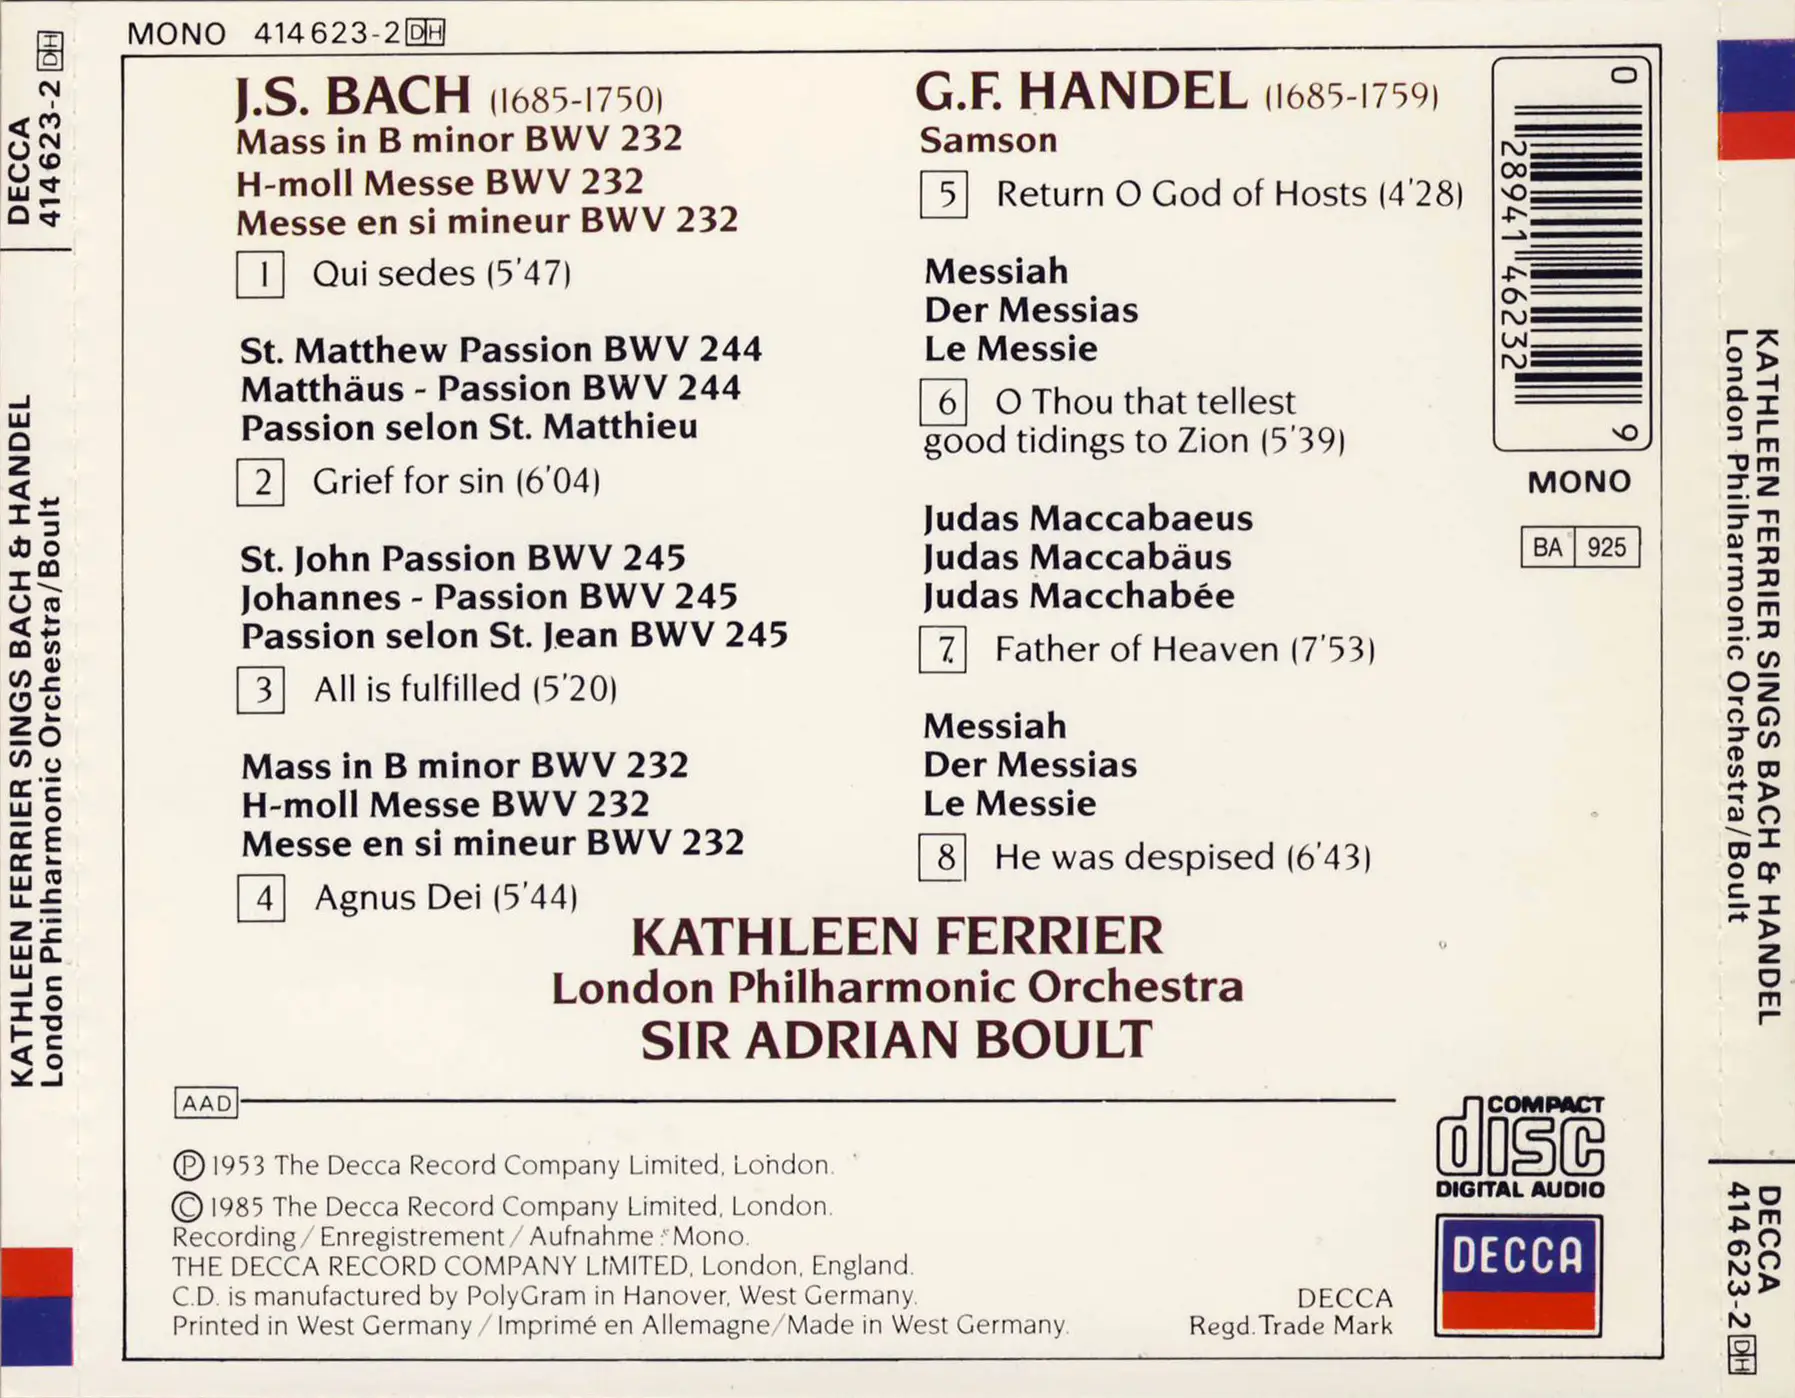 MONO 414 623-2 DH
J.S. BACH (1685-1750)
Mass in B minor BWV 232
H-moll Messe BWV 232
Messe en si mineur BWV 232
1 Qui sedes (5'47)
St. Matthew Passion BWV 244
Matthäus - Passion BWV 244
Passion selon St. Matthieu
2 Grief for sin (6'04)
St. John Passion BWV 245
Johannes - Passion BWV 245
Passion selon St. Jean BWV 245
3 All is fulfilled (5'20)
Mass in B minor BWV 232
H-moll Messe BWV 232
Messe en si mineur BWV 232
4 Agnus Dei (5'44)
G.F. HANDEL (1685-1759)
Samson
5 Return O God of Hosts (4'28)
Messiah
Der Messias
Le Messie
6 O Thou that tellest
good tidings to Zion (5'39)
Judas Maccabaeus
Judas Maccabäus
Judas Macchabée
7. Father of Heaven (7'53)
Messiah
Der Messias
Le Messie
8 He was despised (6'43)
0 28941 46232 9
MONO
BA 925
KATHLEEN FERRIER
London Philharmonic Orchestra
SIR ADRIAN BOULT
AAD
Ⓟ 1953 The Decca Record Company Limited, London.
© 1985 The Decca Record Company Limited, London.
Recording / Enregistrement / Aufnahme : Mono.
THE DECCA RECORD COMPANY LIMITED, London, England.
C.D. is manufactured by PolyGram in Hanover, West Germany.
Printed in West Germany / Imprimé en Allemagne / Made in West Germany.
DECCA
Regd. Trade Mark
COMPACT
disc
DIGITAL AUDIO
DECCA
KATHLEEN FERRIER SINGS BACH & HANDEL
London Philharmonic Orchestra/Boult
DECCA
414 623-2 DH
KATHLEEN FERRIER SINGS BACH & HANDEL
London Philharmonic Orchestra/Boult
DECCA
414 623-2 DH